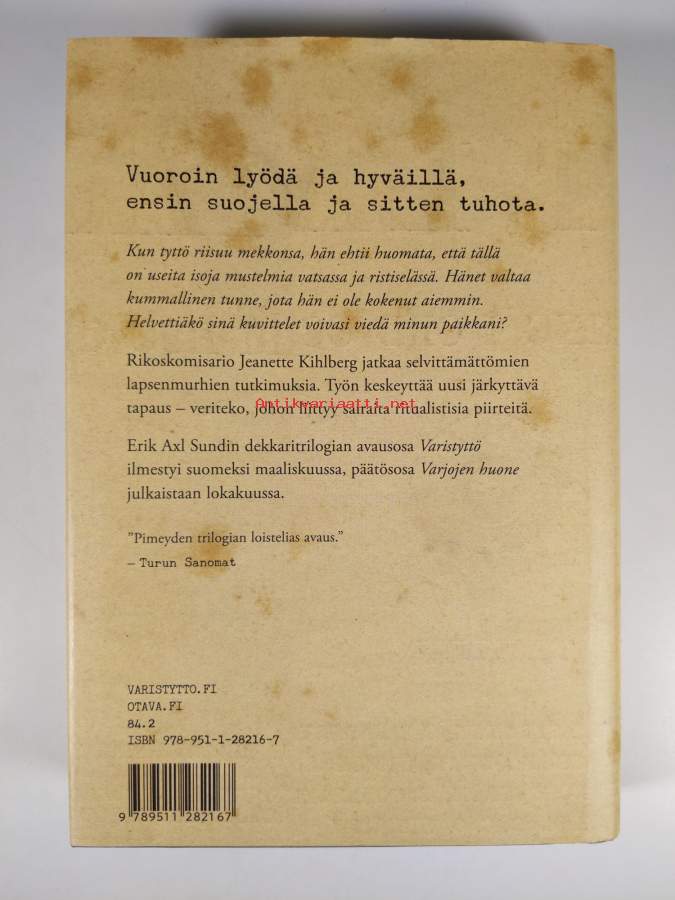 Vuoroin lyödä ja hyväillä,
ensin suojella ja sitten tuhota.
Kun tyttö riisuu mekkonsa, hän ehtii huomata, että tällä
on useita isoja mustelmia vatsassa ja ristiselässä. Hänet valtaa
kummallinen tunne, jota hän ei ole kokenut aiemmin.
Helvettiäkö sinä kuvittelet voivasi viedä minun paikkani?
Rikoskomisario Jeanette Kihlberg jatkaa selvittämättömien
lapsenmurhien tutkimuksia. Työn keskeyttää uusi järkyttävä
Antikvariaatti.net
tapaus – veriteko, johon liittyy sairaita ritualistisia piirteitä.
Erik Axl Sundin dekkaritrilogian avausosa Varistyttö
ilmestyi suomeksi maaliskuussa, päätösosa Varjojen huone
julkaistaan lokakuussa.
"Pimeyden trilogian loistelias avaus."
– Turun Sanomat
VARISTYTTO.FI
OTAVA.FI
84.2
ISBN 978-951-1-28216-7
9 789511 282167